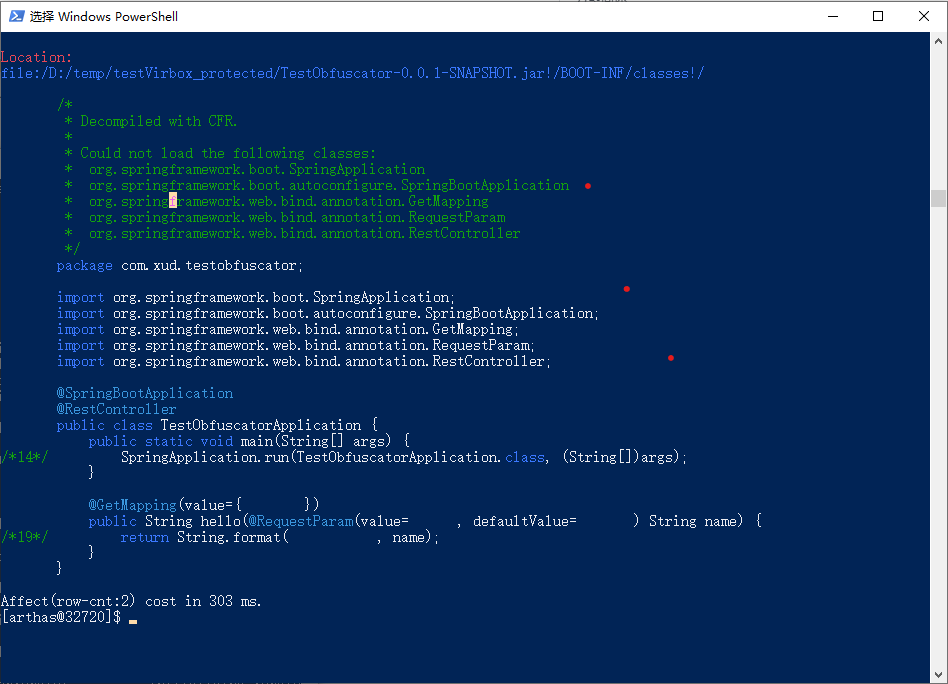 选择 Windows PowerShell
Location:
file:/D:/temp/testVirbox_protected/TestObfuscator-0.0.1-SNAPSHOT.jar!/BOOT-INF/classes!/
/*
* Decompiled with CFR.
*
* Could not load the following classes:
*  org.springframework.boot.SpringApplication
*  org.springframework.boot.autoconfigure.SpringBootApplication
*  org.springframework.web.bind.annotation.GetMapping
*  org.springframework.web.bind.annotation.RequestParam
*  org.springframework.web.bind.annotation.RestController
*/
package com.xud.testobfuscator;
import org.springframework.boot.SpringApplication;
import org.springframework.boot.autoconfigure.SpringBootApplication;
import org.springframework.web.bind.annotation.GetMapping;
import org.springframework.web.bind.annotation.RequestParam;
import org.springframework.web.bind.annotation.RestController;
@SpringBootApplication
@RestController
public class TestObfuscatorApplication {
public static void main(String[] args) {
/*14*/ SpringApplication.run(TestObfuscatorApplication.class, (String[])args);
}
@GetMapping(value={ })
public String hello(@RequestParam(value= , defaultValue= ) String name) {
/*19*/ return String.format( , name);
}
}
Affect(row-cnt:2) cost in 303 ms.
[arthas@32720]$